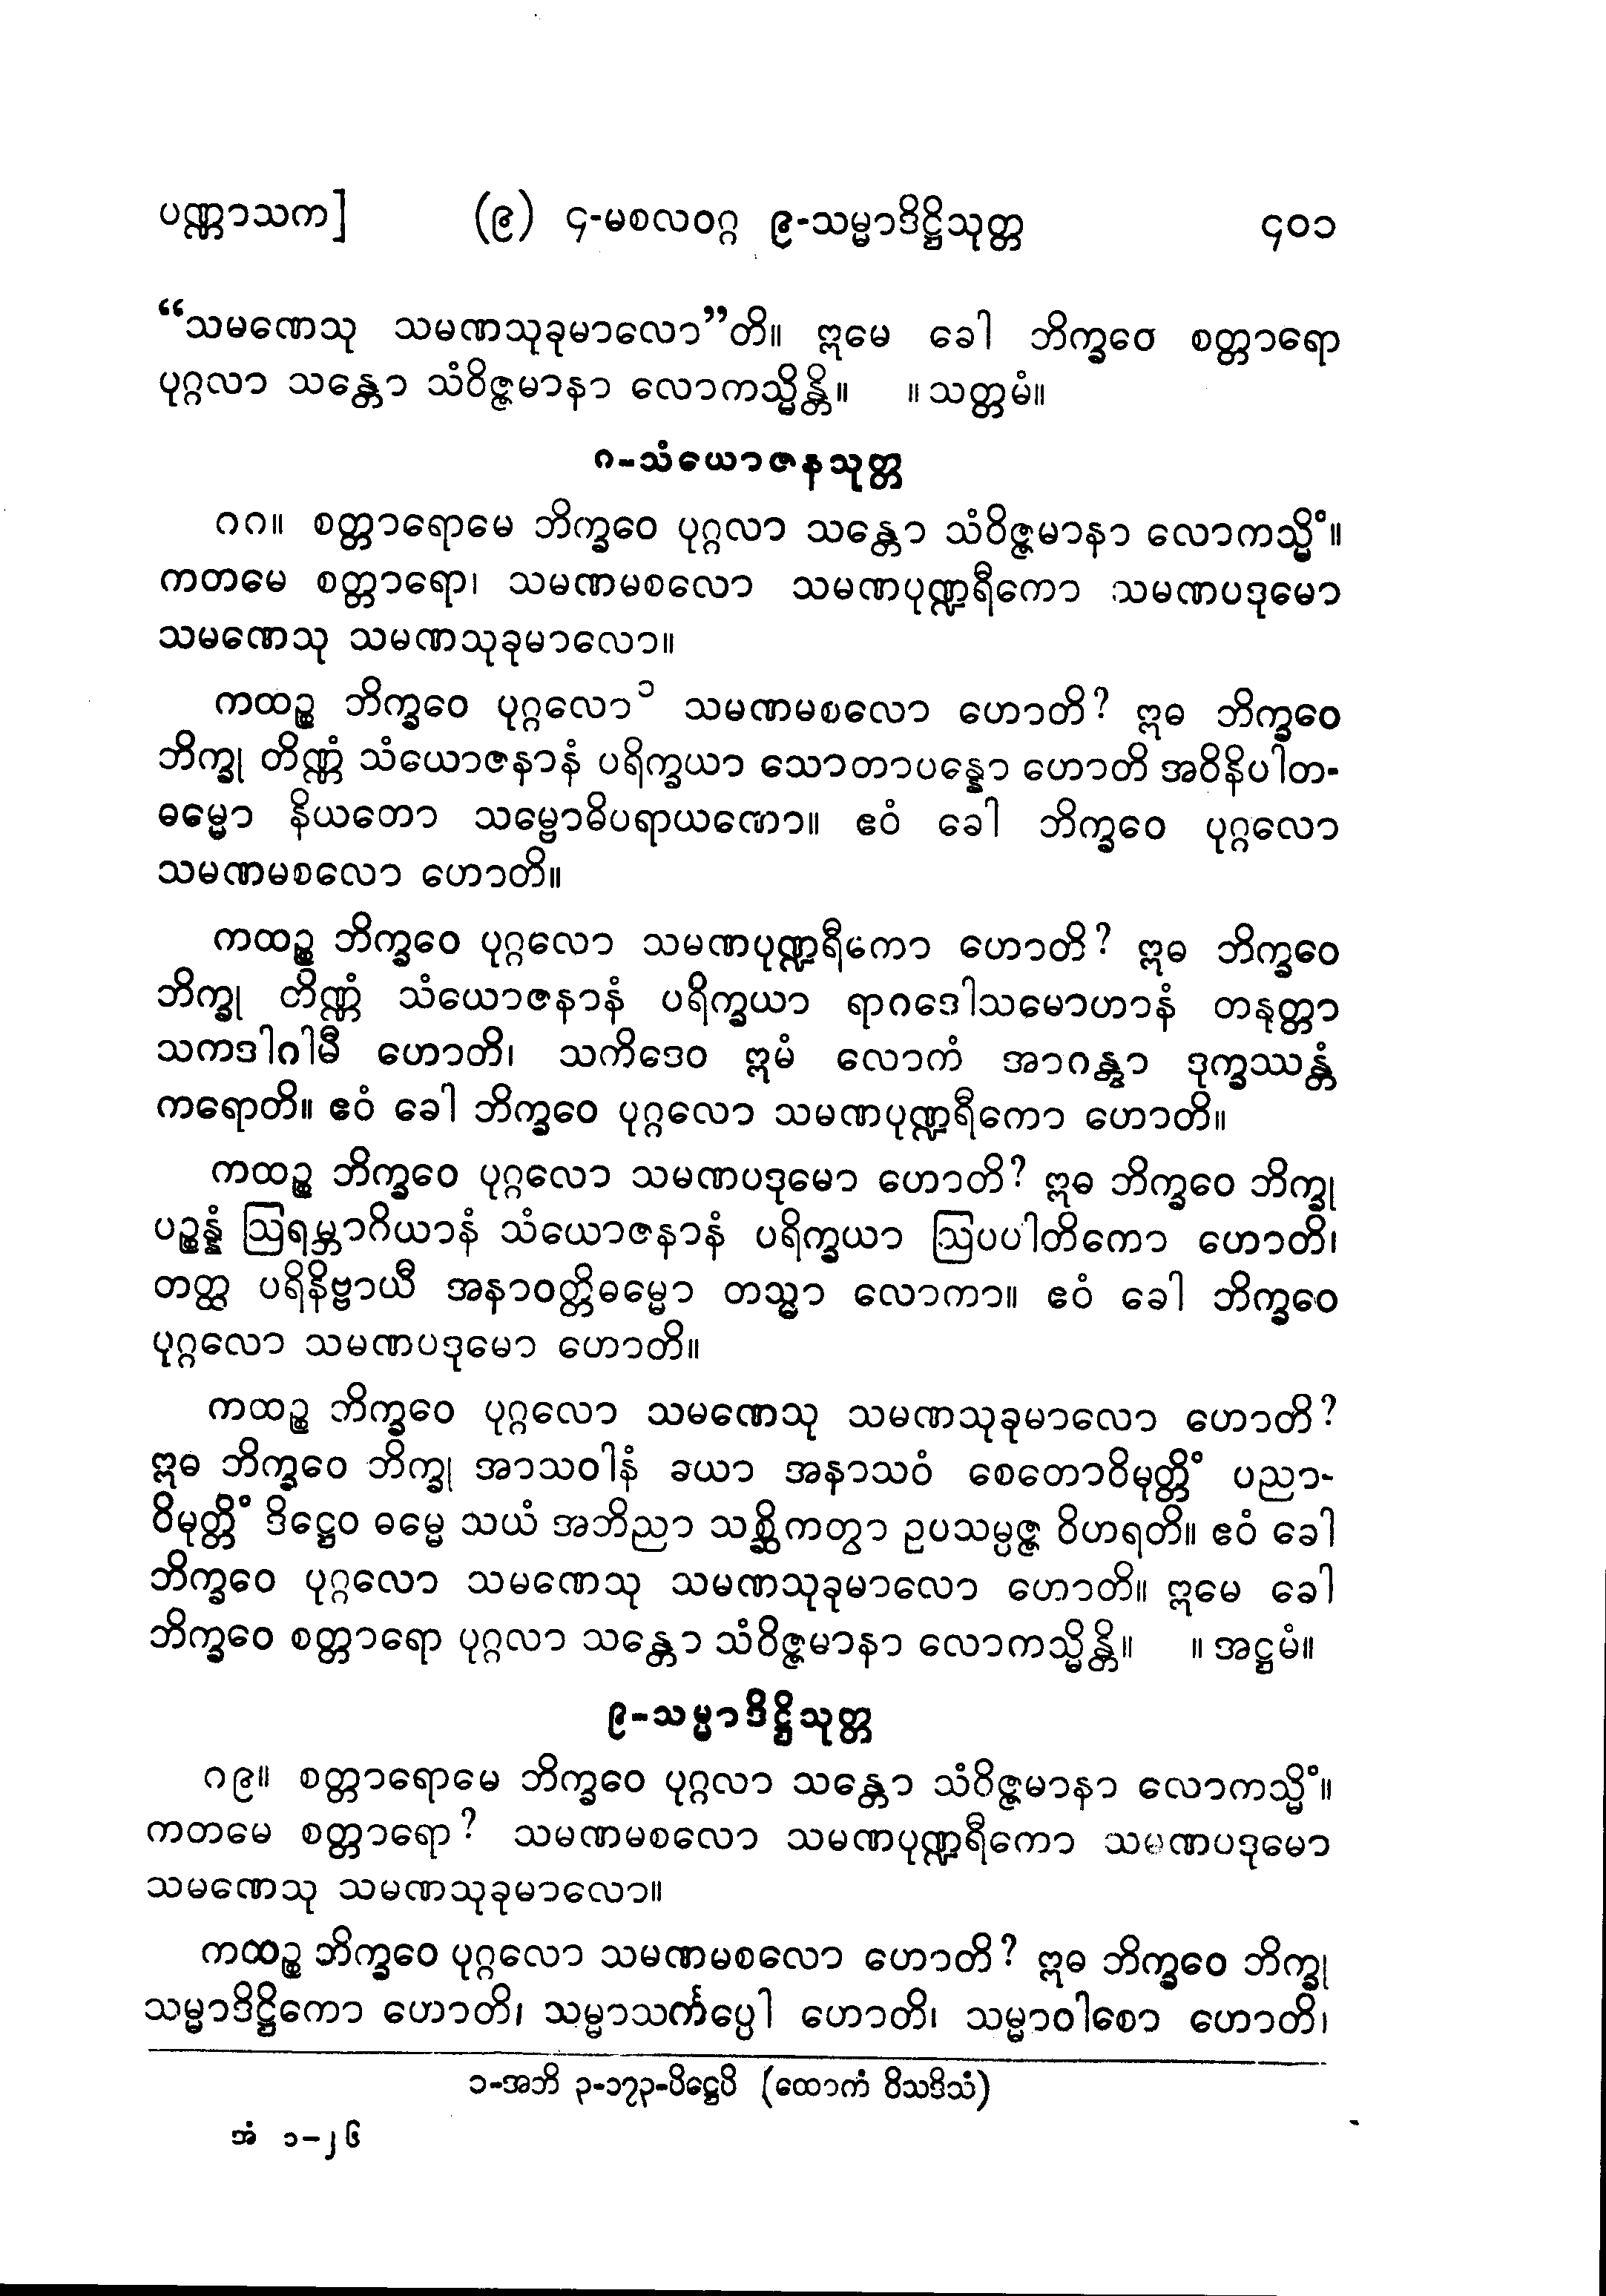 ပဏ္ဏာသက] (၉) ၄-မစလဝဂ္ဂ ၉-သမ္မာဒိဋ္ဌိသုတ္တ ၄၀၁
“သမဏေသု သမဏသုခုမာလော”တိ။ ဣမေ ခေါ ဘိက္ခဝေ စတ္တာရော
ပုဂ္ဂလာ သန္တော သံဝိဇ္ဇမာနာ လောကသ္မိန္တိ။ ။ သတ္တမံ။
၈-သံယောဇနသုတ္တ
၈၈။ စတ္တာရောမေ ဘိက္ခဝေ ပုဂ္ဂလာ သန္တော သံဝိဇ္ဇမာနာ လောကသ္မိံ။
ကတမေ စတ္တာရော၊ သမဏမစလော သမဏပုဏ္ဍရီကော သမဏပဒုမော
သမဏေသု သမဏသုခုမာလော။
ကထဉ္စ ဘိက္ခဝေ ပုဂ္ဂလော၁ သမဏမစလော ဟောတိ? ဣဓ ဘိက္ခဝေ
ဘိက္ခု တိဏ္ဏံ သံယောဇနာနံ ပရိက္ခယာ သောတာပန္နော ဟောတိ အဝိနိပါတ-
ဓမ္မော နိယတော သမ္ဗောဓိပရာယဏော။ ဧဝံ ခေါ ဘိက္ခဝေ ပုဂ္ဂလော
သမဏမစလော ဟောတိ။
ကထဉ္စ ဘိက္ခဝေ ပုဂ္ဂလော သမဏပုဏ္ဍရီကော ဟောတိ? ဣဓ ဘိက္ခဝေ
ဘိက္ခု တိဏ္ဏံ သံယောဇနာနံ ပရိက္ခယာ ရာဂဒေါသမောဟာနံ တနုတ္တာ
သကဒါဂါမီ ဟောတိ၊ သကိဒေဝ ဣမံ လောကံ အာဂန္တွာ ဒုက္ခဿန္တံ
ကရောတိ။ ဧဝံ ခေါ ဘိက္ခဝေ ပုဂ္ဂလော သမဏပုဏ္ဍရီကော ဟောတိ။
ကထဉ္စ ဘိက္ခဝေ ပုဂ္ဂလော သမဏပဒုမော ဟောတိ? ဣဓ ဘိက္ခဝေ ဘိက္ခု
ပဉ္စန္နံ ဩရမ္ဘာဂိယာနံ သံယောဇနာနံ ပရိက္ခယာ ဩပပါတိကော ဟောတိ၊
တတ္ထ ပရိနိဗ္ဗာယီ အနာဝတ္တိဓမ္မော တသ္မာ လောကာ။ ဧဝံ ခေါ ဘိက္ခဝေ
ပုဂ္ဂလော သမဏပဒုမော ဟောတိ။
ကထဉ္စ ဘိက္ခဝေ ပုဂ္ဂလော သမဏေသု သမဏသုခုမာလော ဟောတိ?
ဣဓ ဘိက္ခဝေ ဘိက္ခု အာသဝါနံ ခယာ အနာသဝံ စေတောဝိမုတ္တိံ ပညာ-
ဝိမုတ္တိံ ဒိဋ္ဌေဝ ဓမ္မေ သယံ အဘိညာ သစ္ဆိကတွာ ဥပသမ္ပဇ္ဇ ဝိဟရတိ။ ဧဝံ ခေါ
ဘိက္ခဝေ ပုဂ္ဂလော သမဏေသု သမဏသုခုမာလော ဟောတိ။ ဣမေ ခေါ
ဘိက္ခဝေ စတ္တာရော ပုဂ္ဂလာ သန္တော သံဝိဇ္ဇမာနာ လောကသ္မိန္တိ။ ။ အဋ္ဌမံ။
၉-သမ္မာဒိဋ္ဌိသုတ္တ
၈၉။ စတ္တာရောမေ ဘိက္ခဝေ ပုဂ္ဂလာ သန္တော သံဝိဇ္ဇမာနာ လောကသ္မိံ။
ကတမေ စတ္တာရော? သမဏမစလော သမဏပုဏ္ဍရီကော သမဏပဒုမော
သမဏေသု သမဏသုခုမာလော။
ကထဉ္စ ဘိက္ခဝေ ပုဂ္ဂလော သမဏမစလော ဟောတိ? ဣဓ ဘိက္ခဝေ ဘိက္ခု
သမ္မာဒိဋ္ဌိကော ဟောတိ၊ သမ္မာသင်္ကပ္ပေါ ဟောတိ၊ သမ္မာဝါစော ဟောတိ၊
၁-အဘိ ၃-၁၇၃-ပိဋ္ဌေပိ (ထောကံ ဝိသဒိသံ)
အံ ၁-၂၆